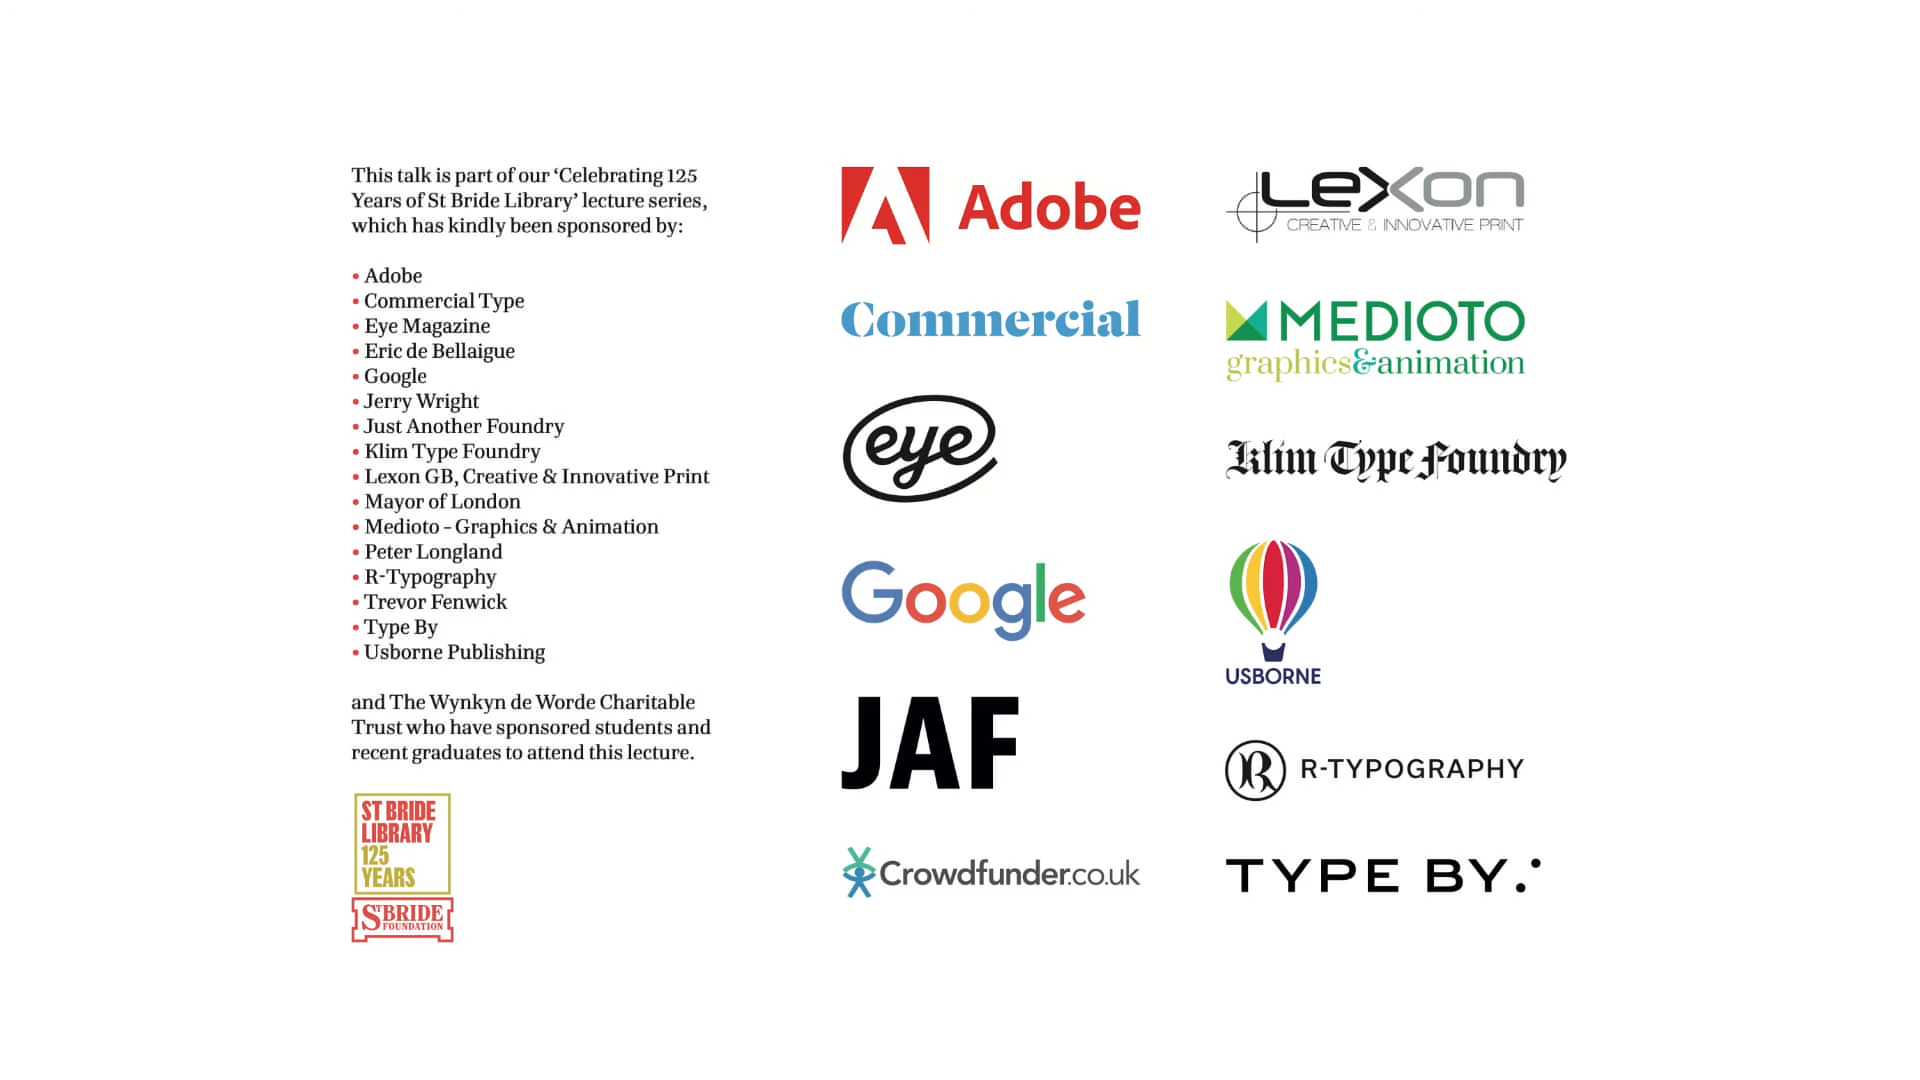 This talk is part of our ‘Celebrating 125
Years of St Bride Library’ lecture series,
which has kindly been sponsored by:
• Adobe
• Commercial Type
• Eye Magazine
• Eric de Bellaigue
• Google
• Jerry Wright
• Just Another Foundry
• Klim Type Foundry
• Lexon GB, Creative & Innovative Print
• Mayor of London
• Medioto – Graphics & Animation
• Peter Longland
• R-Typography
• Trevor Fenwick
• Type By
• Usborne Publishing
and The Wynkyn de Worde Charitable
Trust who have sponsored students and
recent graduates to attend this lecture.
ST BRIDE
LIBRARY
125
YEARS
ST BRIDE
FOUNDATION
Adobe
Commercial
eye
Google
JAF
Crowdfunder.co.uk
Lexon
CREATIVE & INNOVATIVE PRINT
MEDIOTO
graphics&animation
Klim Type Foundry
USBORNE
R R-TYPOGRAPHY
TYPE BY.·